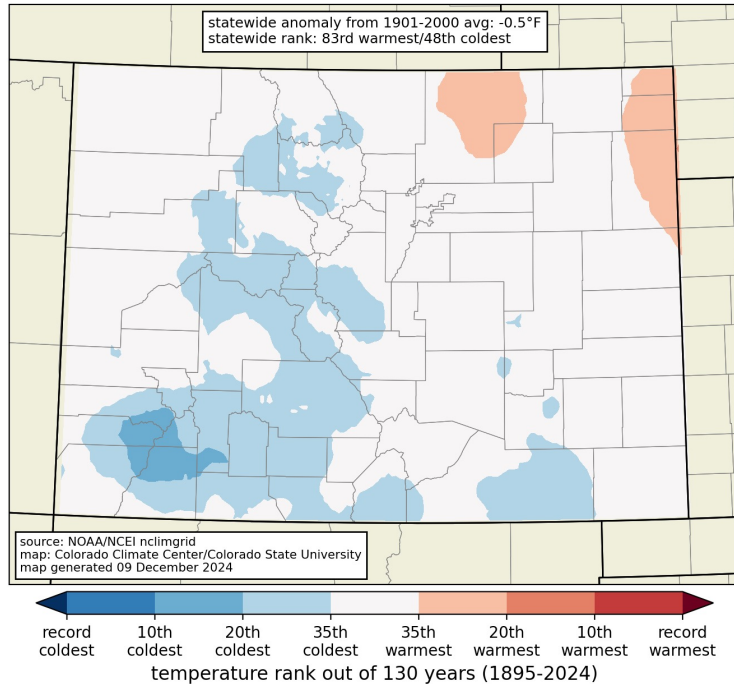 statewide anomaly from 1901-2000 avg: -0.5°F
statewide rank: 83rd warmest/48th coldest
source: NOAA/NCEI nclimgrid
map: Colorado Climate Center/Colorado State University
map generated 09 December 2024
record 10th 20th 35th 35th 20th 10th record
coldest coldest coldest coldest warmest warmest warmest warmest
temperature rank out of 130 years (1895-2024)